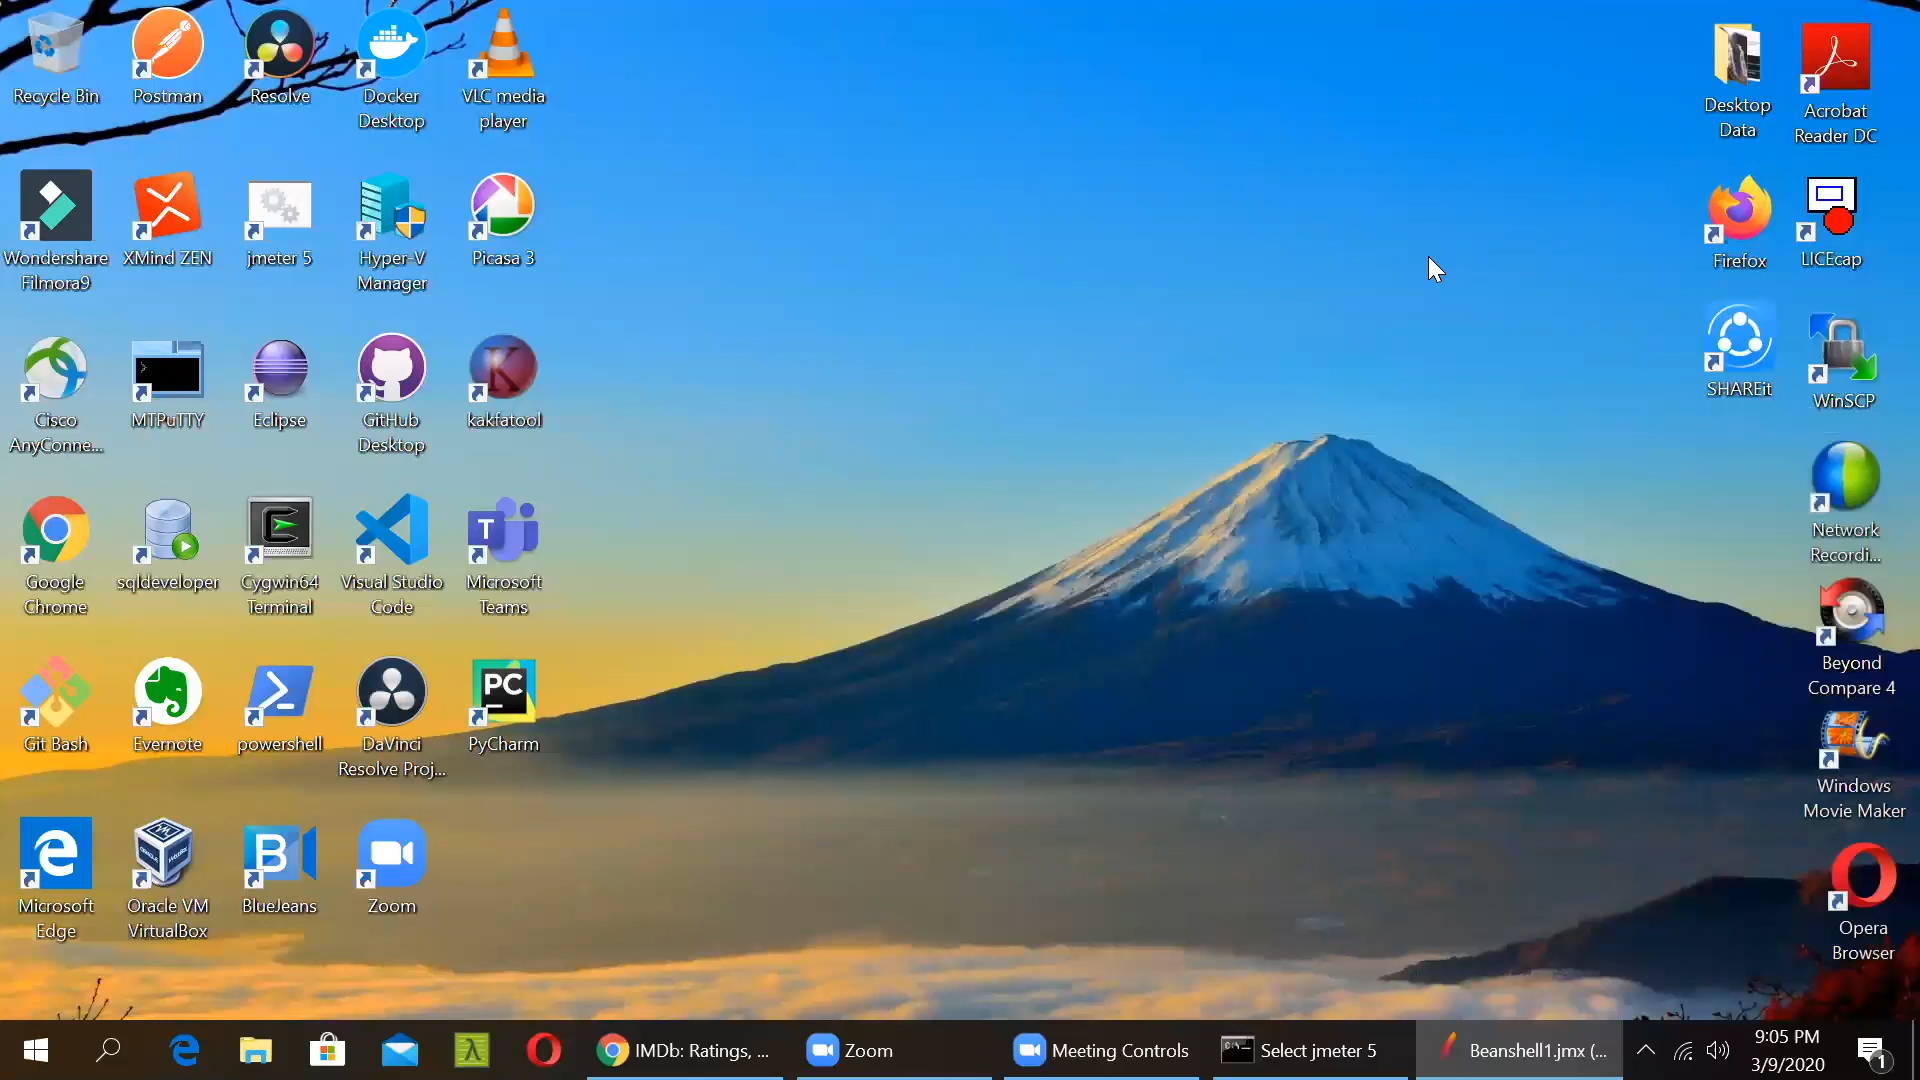 Recycle Bin
Postman
Resolve
Docker
Desktop
VLC media
player
Wondershare
Filmora9
XMind ZEN
jmeter 5
Hyper-V
Manager
Picasa 3
Cisco
AnyConne...
MTPuTTY
Eclipse
GitHub
Desktop
K
kakfatool
Google
Chrome
sqldeveloper
Cygwin64
Terminal
Visual Studio
Code
T
Microsoft
Teams
Git Bash
Evernote
powershell
DaVinci
Resolve Proj...
PC
PyCharm
Microsoft
Edge
Oracle VM
VirtualBox
B
BlueJeans
Zoom
Desktop
Data
Acrobat
Reader DC
Firefox
LICEcap
SHAREit
WinSCP
Network
Recordi...
Beyond
Compare 4
Windows
Movie Maker
Opera
Browser
IMDb: Ratings, ...
Zoom
Meeting Controls
Select jmeter 5
Beanshell1.jmx (...
9:05 PM
3/9/2020
1